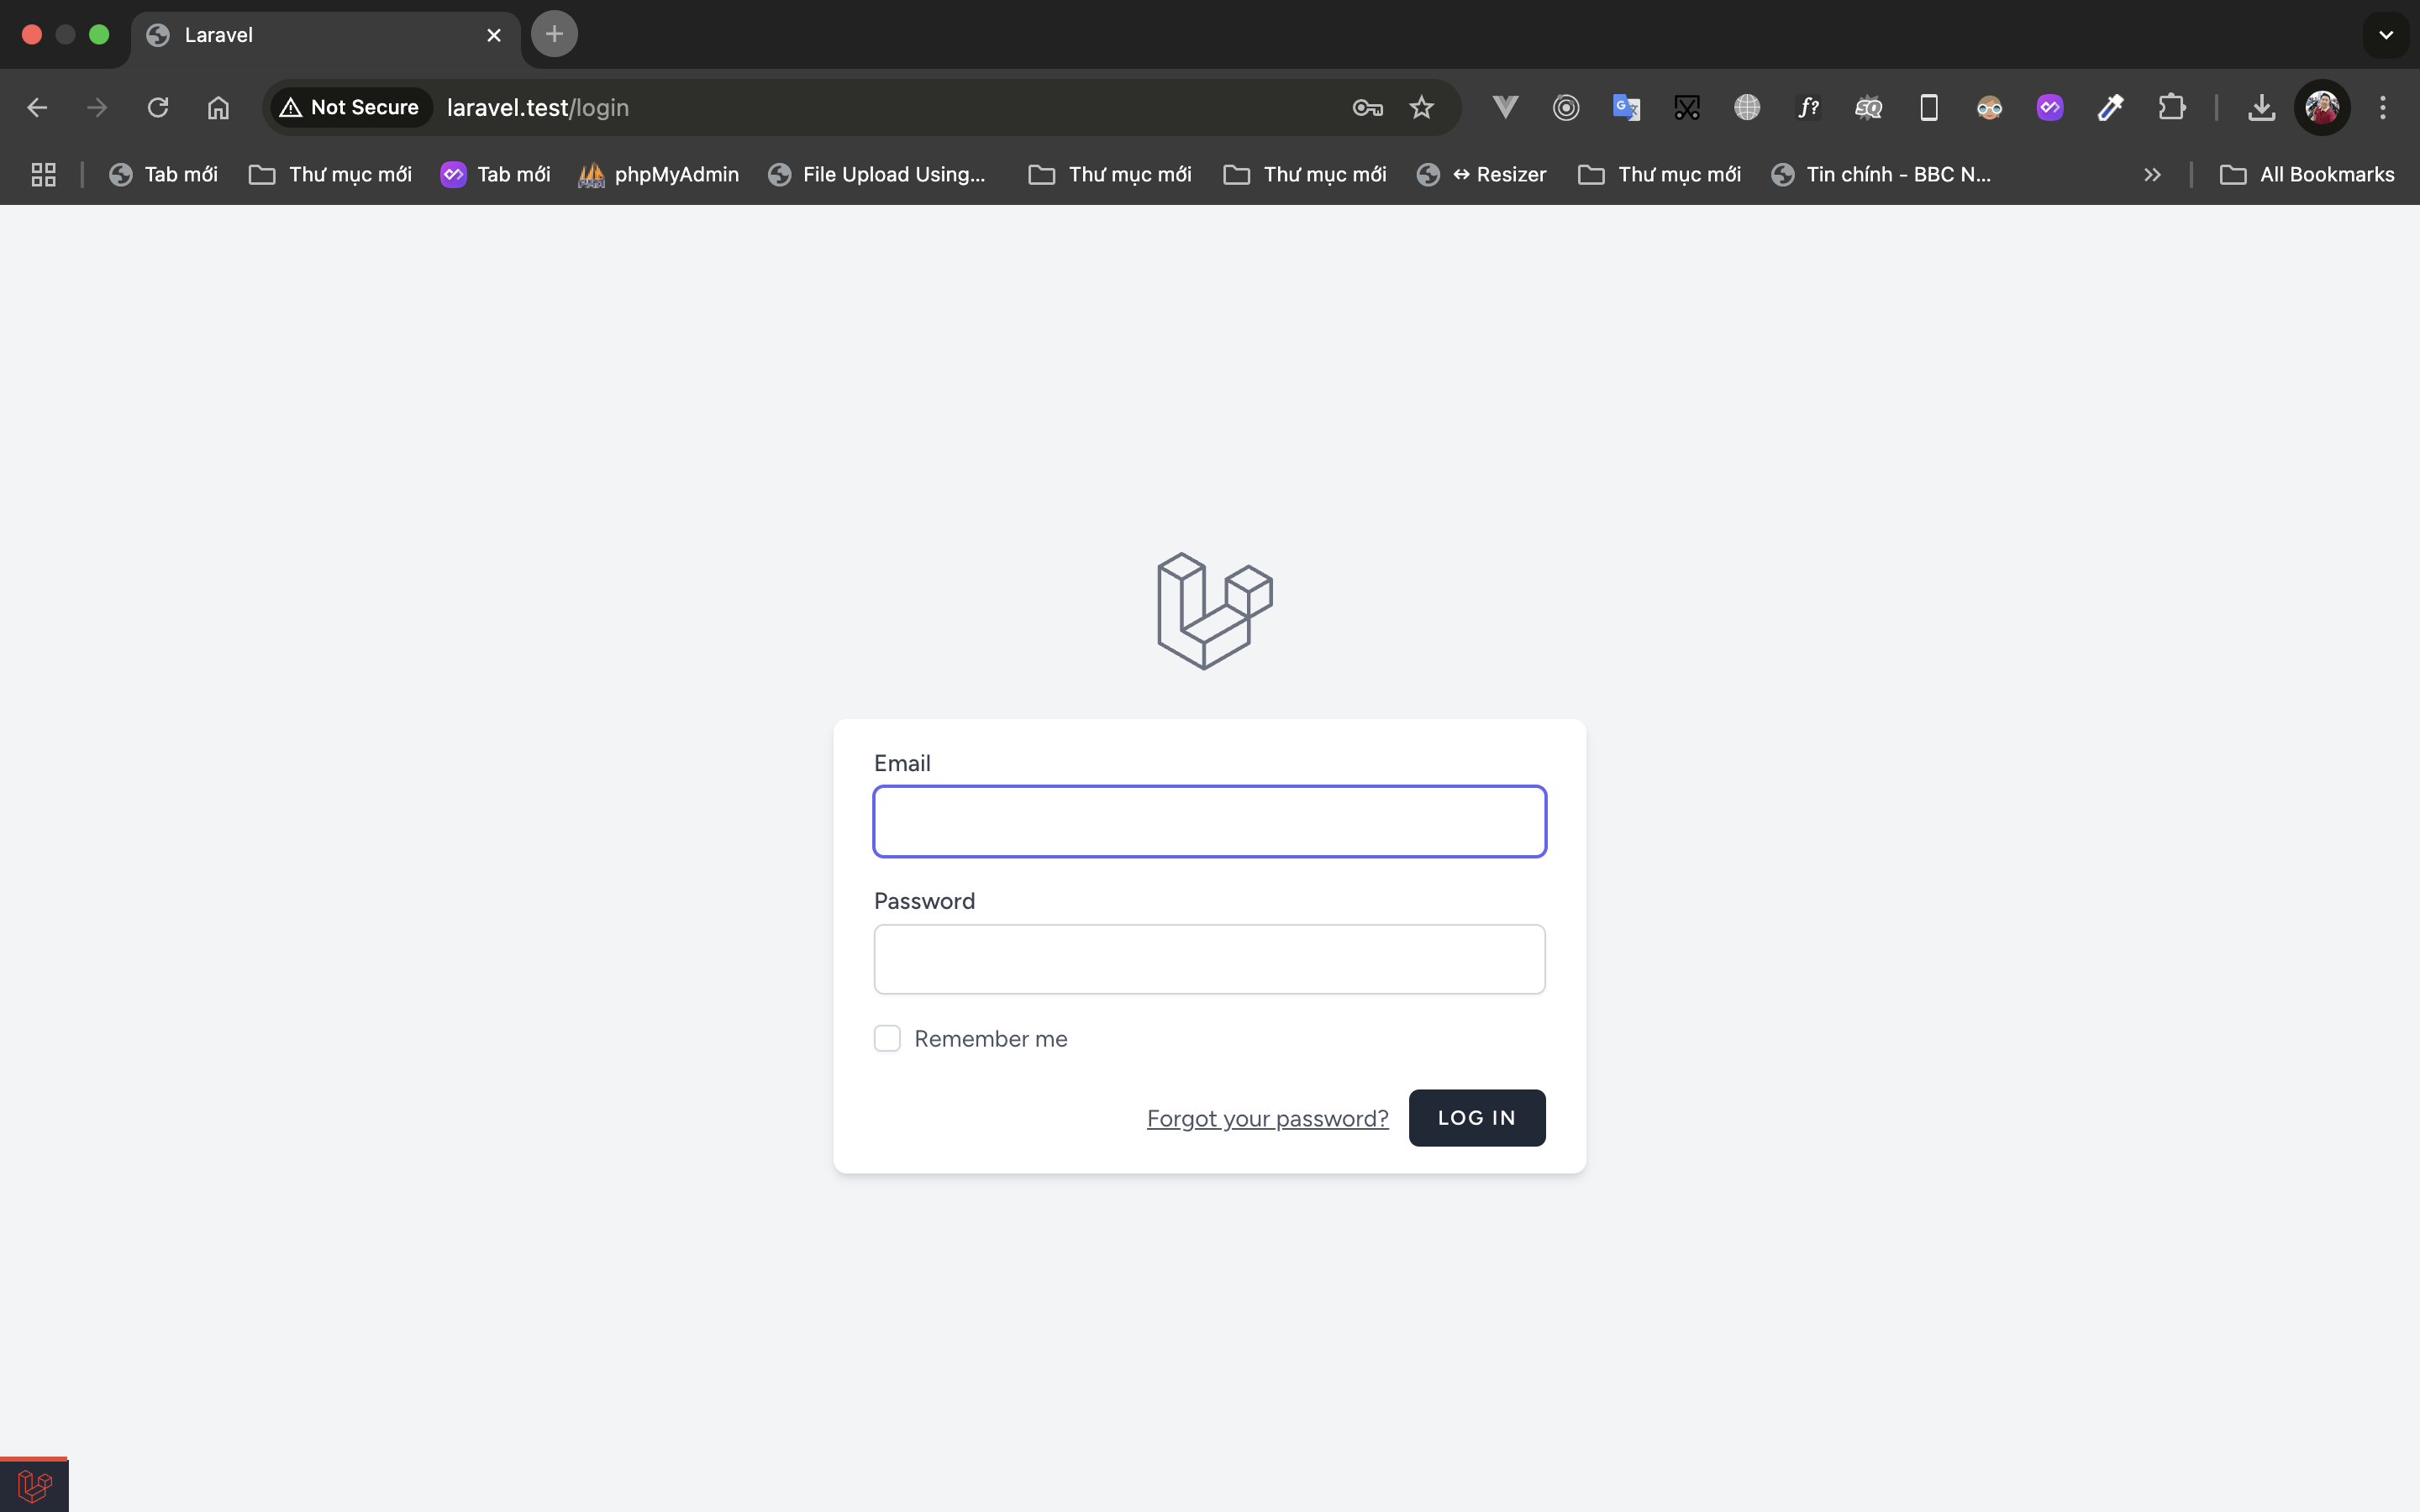 Laravel
Not Secure laravel.test/login
Tab mới Thư mục mới Tab mới phpMyAdmin File Upload Using... Thư mục mới Thư mục mới ↔ Resizer Thư mục mới Tin chính - BBC N... All Bookmarks
Email
Password
Remember me
Forgot your password? LOG IN